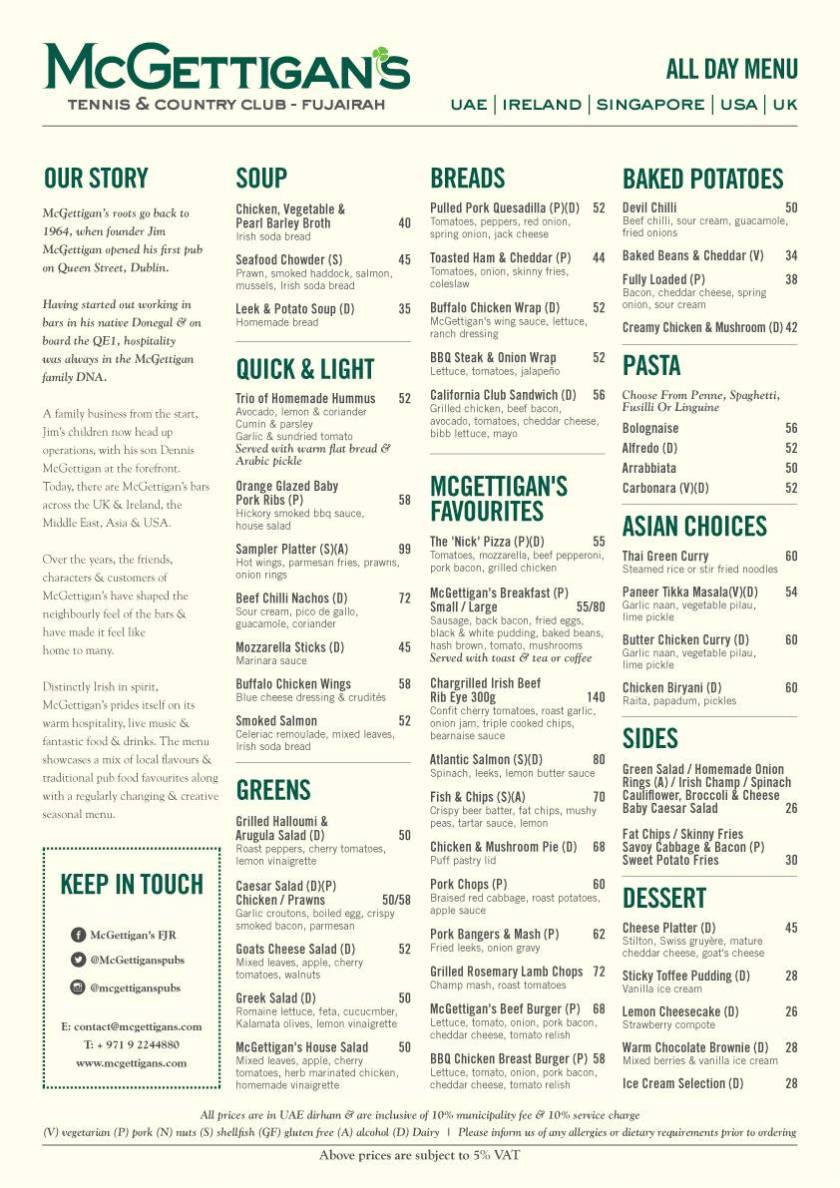 McGETTIGAN'S
TENNIS & COUNTRY CLUB - FUJAIRAH
ALL DAY MENU
UAE | IRELAND | SINGAPORE | USA | UK
OUR STORY
McGettigan's roots go back to
1964, when founder Jim
McGettigan opened his first pub
on Queen Street, Dublin.
Having started out working in
bars in his native Donegal & on
board the QE1, hospitality
was always in the McGettigan
family DNA.
A family business from the start,
Jim's children now head up
operations, with his son Dennis
McGettigan at the forefront.
Today, there are McGettigan's bars
across the UK & Ireland, the
Middle East, Asia & USA.
Over the years, the friends,
characters & customers of
McGettigan's have shaped the
neighbourly feel of the bars &
have made it feel like
home to many.
Distinctly Irish in spirit,
McGettigan's prides itself on its
warm hospitality, live music &
fantastic food & drinks. The menu
showcases a mix of local flavours &
traditional pub food favourites along
with a regularly changing & creative
seasonal menu.
KEEP IN TOUCH
McGettigan's FJR
@McGettiganspubs
@mcgettiganspubs
E: contact@mcgettigans.com
T: + 971 9 2244880
www.mcgettigans.com
SOUP
Chicken, Vegetable &
Pearl Barley Broth 40
Irish soda bread
Seafood Chowder (S) 45
Prawn, smoked haddock, salmon,
mussels, Irish soda bread
Leek & Potato Soup (D) 35
Homemade bread
QUICK & LIGHT
Trio of Homemade Hummus 52
Avocado, lemon & coriander
Cumin & parsley
Garlic & sundried tomato
Served with warm flat bread &
Arabic pickle
Orange Glazed Baby
Pork Ribs (P) 58
Hickory smoked bbq sauce,
house salad
Sampler Platter (S)(A) 99
Hot wings, parmesan fries, prawns,
onion rings
Beef Chilli Nachos (D) 72
Sour cream, pico de gallo,
guacamole, coriander
Mozzarella Sticks (D) 45
Marinara sauce
Buffalo Chicken Wings 58
Blue cheese dressing & crudités
Smoked Salmon 52
Celeriac remoulade, mixed leaves,
Irish soda bread
GREENS
Grilled Halloumi &
Arugula Salad (D) 50
Roast peppers, cherry tomatoes,
lemon vinaigrette
Caesar Salad (D)(P)
Chicken / Prawns 50/58
Garlic croutons, boiled egg, crispy
smoked bacon, parmesan
Goats Cheese Salad (D) 52
Mixed leaves, apple, cherry
tomatoes, walnuts
Greek Salad (D) 50
Romaine lettuce, feta, cucucmber,
Kalamata olives, lemon vinaigrette
McGettigan's House Salad 50
Mixed leaves, apple, cherry
tomatoes, herb marinated chicken,
homemade vinaigrette
BREADS
Pulled Pork Quesadilla (P)(D) 52
Tomatoes, peppers, red onion,
spring onion, jack cheese
Toasted Ham & Cheddar (P) 44
Tomatoes, onion, skinny fries,
coleslaw
Buffalo Chicken Wrap (D) 52
McGettigan's wing sauce, lettuce,
ranch dressing
BBQ Steak & Onion Wrap 52
Lettuce, tomatoes, jalapeño
California Club Sandwich (D) 56
Grilled chicken, beef bacon,
avocado, tomatoes, cheddar cheese,
bibb lettuce, mayo
MCGETTIGAN'S
FAVOURITES
The 'Nick' Pizza (P)(D) 55
Tomatoes, mozzarella, beef pepperoni,
pork bacon, grilled chicken
McGettigan's Breakfast (P)
Small / Large 55/80
Sausage, back bacon, fried eggs,
black & white pudding, baked beans,
hash brown, tomato, mushrooms
Served with toast & tea or coffee
Chargrilled Irish Beef
Rib Eye 300g 140
Confit cherry tomatoes, roast garlic,
onion jam, triple cooked chips,
bearnaise sauce
Atlantic Salmon (S)(D) 80
Spinach, leeks, lemon butter sauce
Fish & Chips (S)(A) 70
Crispy beer batter, fat chips, mushy
peas, tartar sauce, lemon
Chicken & Mushroom Pie (D) 68
Puff pastry lid
Pork Chops (P) 60
Braised red cabbage, roast potatoes,
apple sauce
Pork Bangers & Mash (P) 62
Fried leeks, onion gravy
Grilled Rosemary Lamb Chops 72
Champ mash, roast tomatoes
McGettigan's Beef Burger (P) 68
Lettuce, tomato, onion, pork bacon,
cheddar cheese, tomato relish
BBQ Chicken Breast Burger (P) 58
Lettuce, tomato, onion, pork bacon,
cheddar cheese, tomato relish
BAKED POTATOES
Devil Chilli 50
Beef chilli, sour cream, guacamole,
fried onions
Baked Beans & Cheddar (V) 34
Fully Loaded (P) 38
Bacon, cheddar cheese, spring
onion, sour cream
Creamy Chicken & Mushroom (D) 42
PASTA
Choose From Penne, Spaghetti,
Fusilli Or Linguine
Bolognaise 56
Alfredo (D) 52
Arrabbiata 50
Carbonara (V)(D) 52
ASIAN CHOICES
Thai Green Curry 60
Steamed rice or stir fried noodles
Paneer Tikka Masala(V)(D) 54
Garlic naan, vegetable pilau,
lime pickle
Butter Chicken Curry (D) 60
Garlic naan, vegetable pilau,
lime pickle
Chicken Biryani (D) 60
Raita, papadum, pickles
SIDES
Green Salad / Homemade Onion
Rings (A) / Irish Champ / Spinach
Cauliflower, Broccoli & Cheese
Baby Caesar Salad 26
Fat Chips / Skinny Fries
Savoy Cabbage & Bacon (P)
Sweet Potato Fries 30
DESSERT
Cheese Platter (D) 45
Stilton, Swiss gruyère, mature
cheddar cheese, goat's cheese
Sticky Toffee Pudding (D) 28
Vanilla ice cream
Lemon Cheesecake (D) 26
Strawberry compote
Warm Chocolate Brownie (D) 28
Mixed berries & vanilla ice cream
Ice Cream Selection (D) 28
All prices are in UAE dirham & are inclusive of 10% municipality fee & 10% service charge
(V) vegetarian (P) pork (N) nuts (S) shellfish (GF) gluten free (A) alcohol (D) Dairy | Please inform us of any allergies or dietary requirements prior to ordering
Above prices are subject to 5% VAT